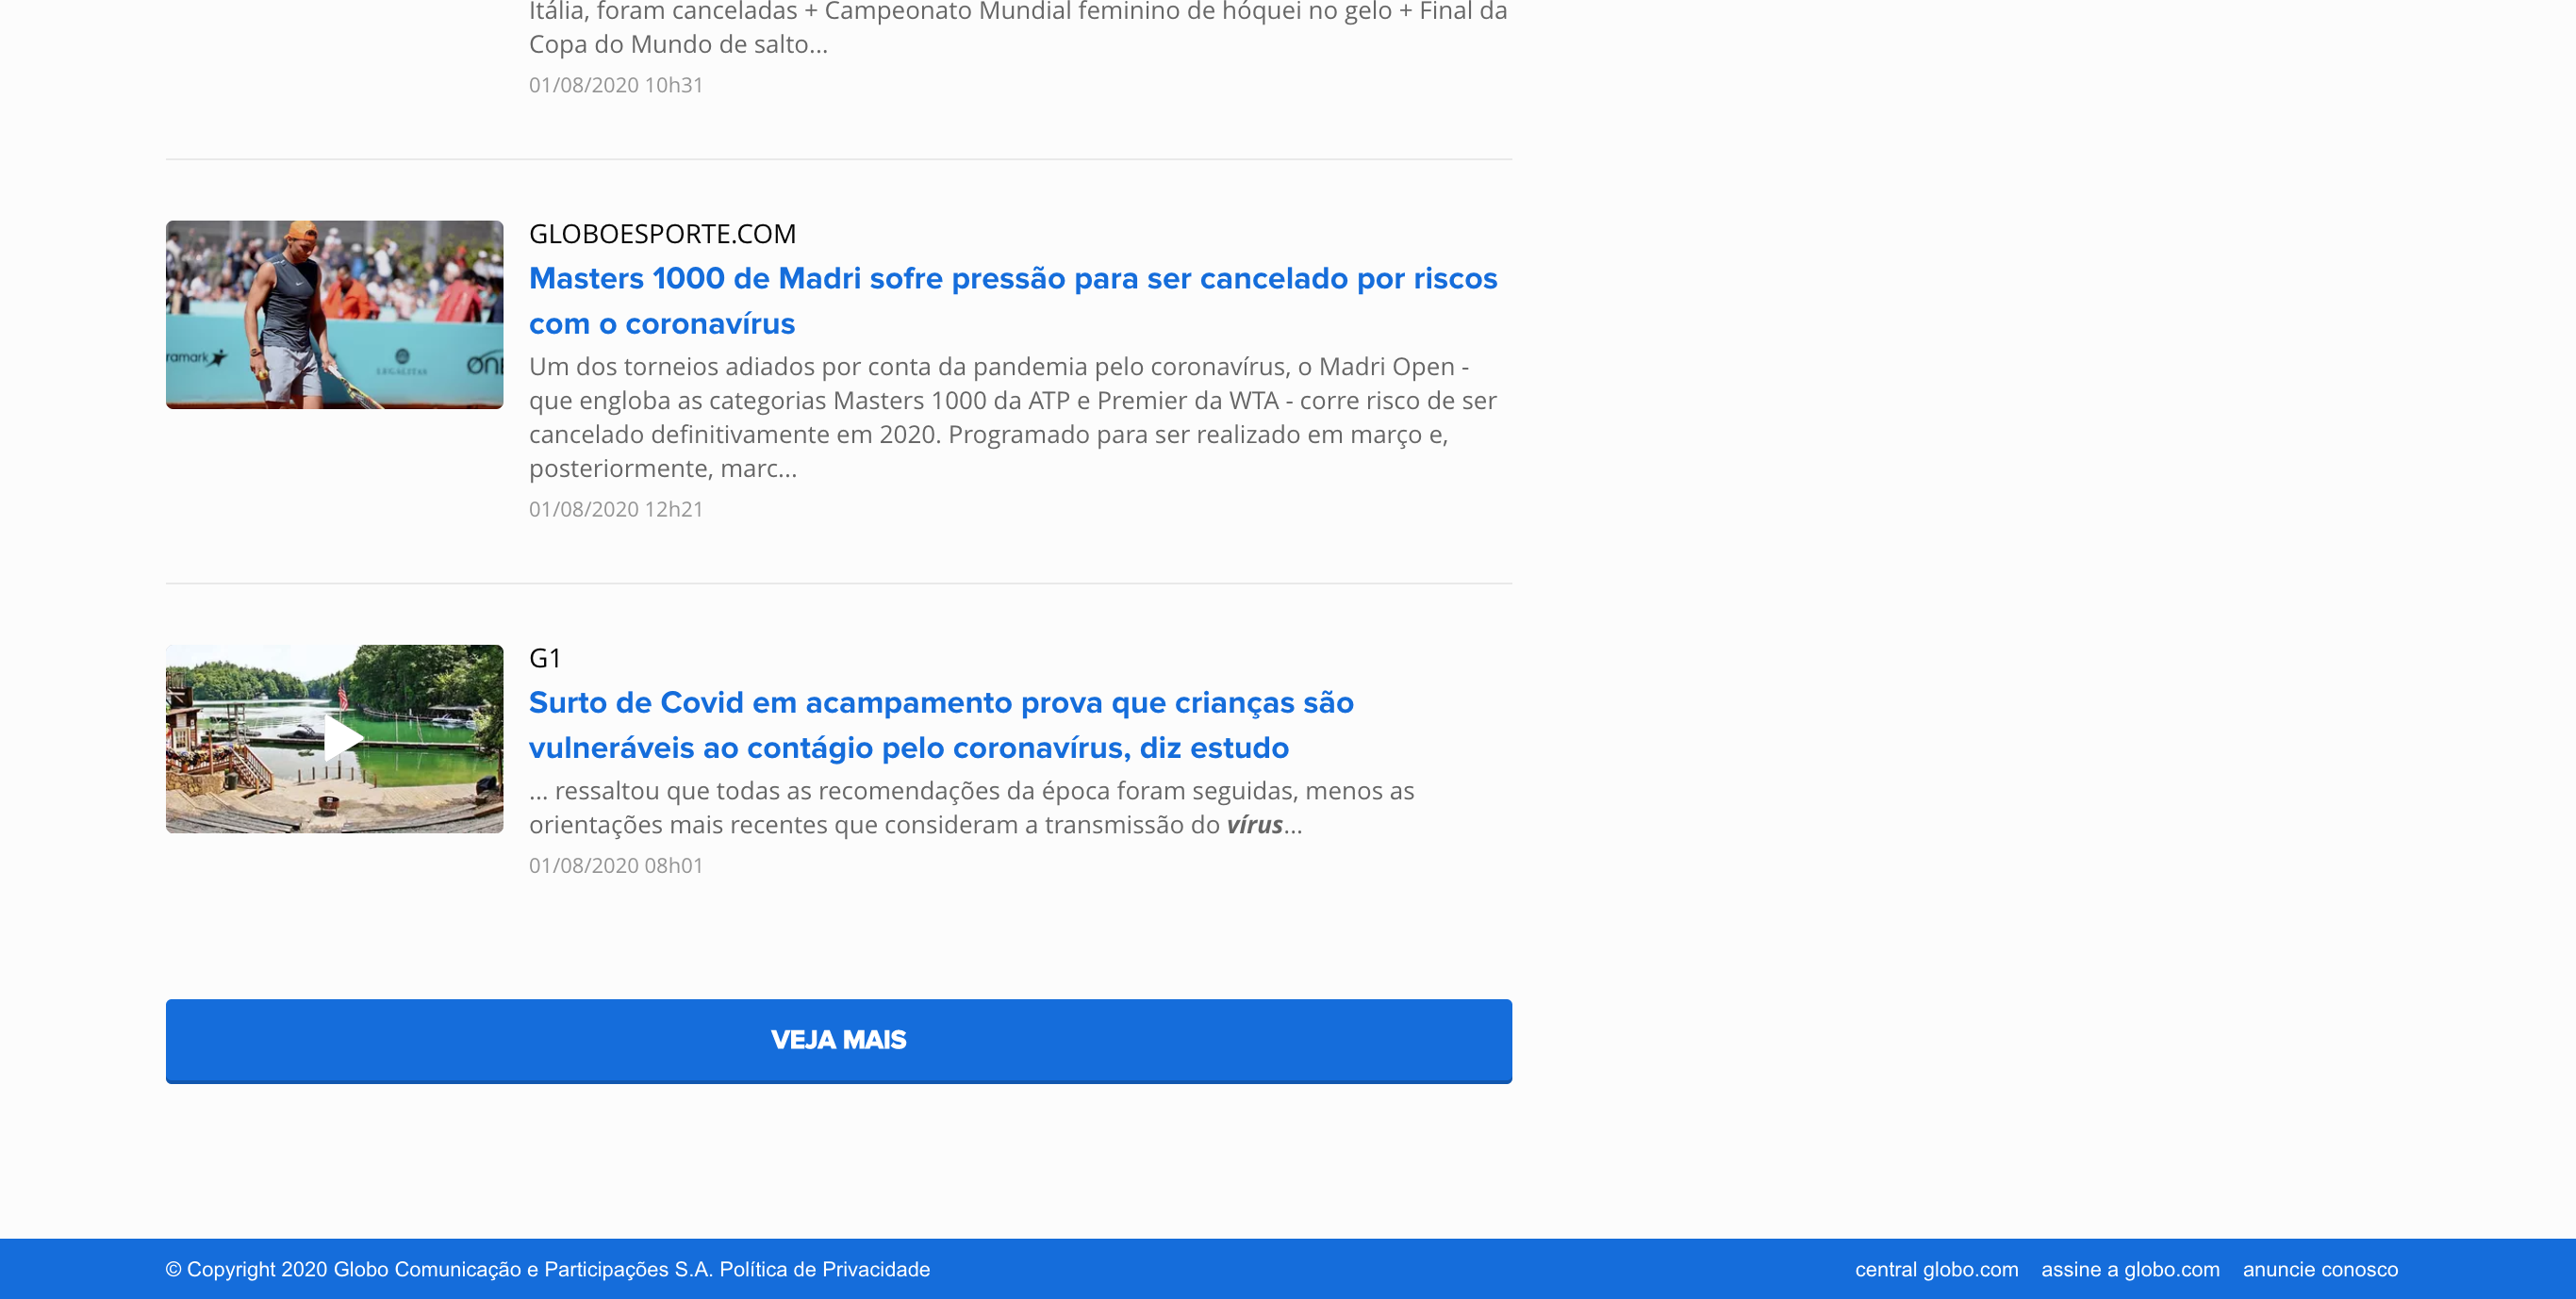 Itália, foram canceladas + Campeonato Mundial feminino de hóquei no gelo + Final da
Copa do Mundo de salto...
01/08/2020 10h31
GLOBOESPORTE.COM
Masters 1000 de Madri sofre pressão para ser cancelado por riscos
com o coronavírus
Um dos torneios adiados por conta da pandemia pelo coronavírus, o Madri Open -
que engloba as categorias Masters 1000 da ATP e Premier da WTA - corre risco de ser
cancelado definitivamente em 2020. Programado para ser realizado em março e,
posteriormente, marc...
01/08/2020 12h21
ramark
LEGÁLITAS
G1
Surto de Covid em acampamento prova que crianças são
vulneráveis ao contágio pelo coronavírus, diz estudo
... ressaltou que todas as recomendações da época foram seguidas, menos as
orientações mais recentes que consideram a transmissão do vírus...
01/08/2020 08h01
VEJA MAIS
© Copyright 2020 Globo Comunicação e Participações S.A. Política de Privacidade
central globo.com assine a globo.com anuncie conosco